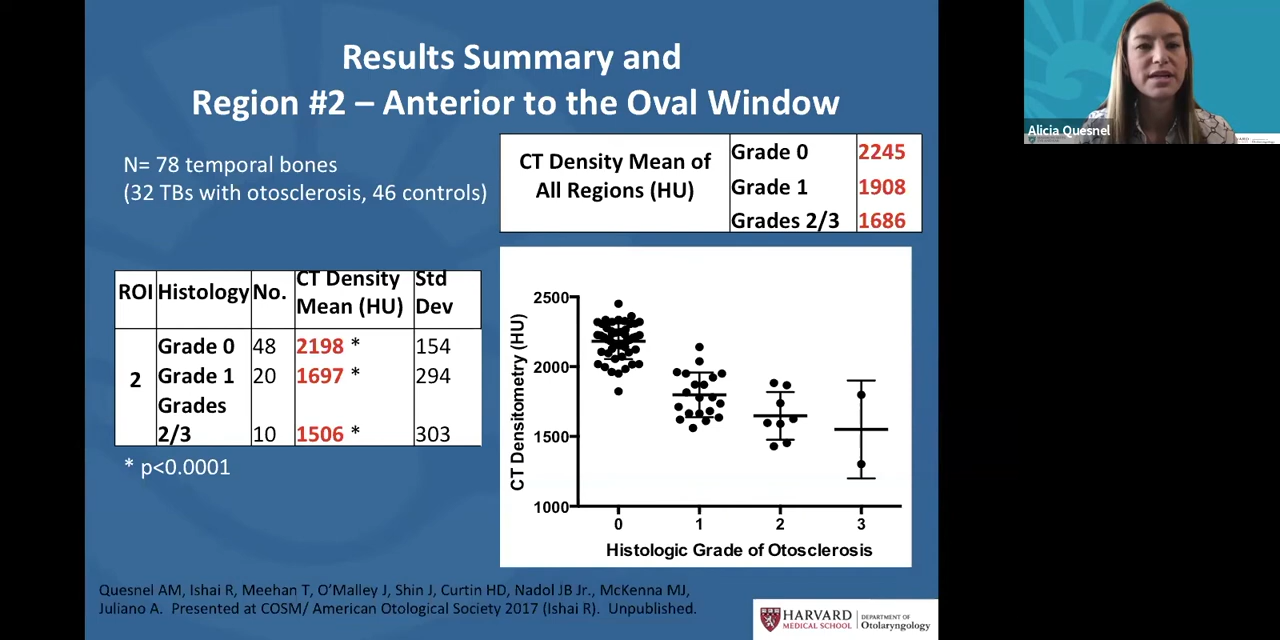 Results Summary and
Region #2 – Anterior to the Oval Window
N= 78 temporal bones
(32 TBs with otosclerosis, 46 controls)
CT Density Mean of
All Regions (HU)
Grade 0 2245
Grade 1 1908
Grades 2/3 1686
ROI Histology No. CT Density Mean (HU) Std Dev
2
Grade 0 48 2198 * 154
Grade 1 20 1697 * 294
Grades
2/3 10 1506 * 303
* p<0.0001
CT Densitometry (HU)
2500
2000
1500
1000
0 1 2 3
Histologic Grade of Otosclerosis
Quesnel AM, Ishai R, Meehan T, O’Malley J, Shin J, Curtin HD, Nadol JB Jr., McKenna MJ,
Juliano A. Presented at COSM/ American Otological Society 2017 (Ishai R). Unpublished.
HARVARD
MEDICAL SCHOOL
DEPARTMENT OF
Otolaryngology
Alicia Quesnel